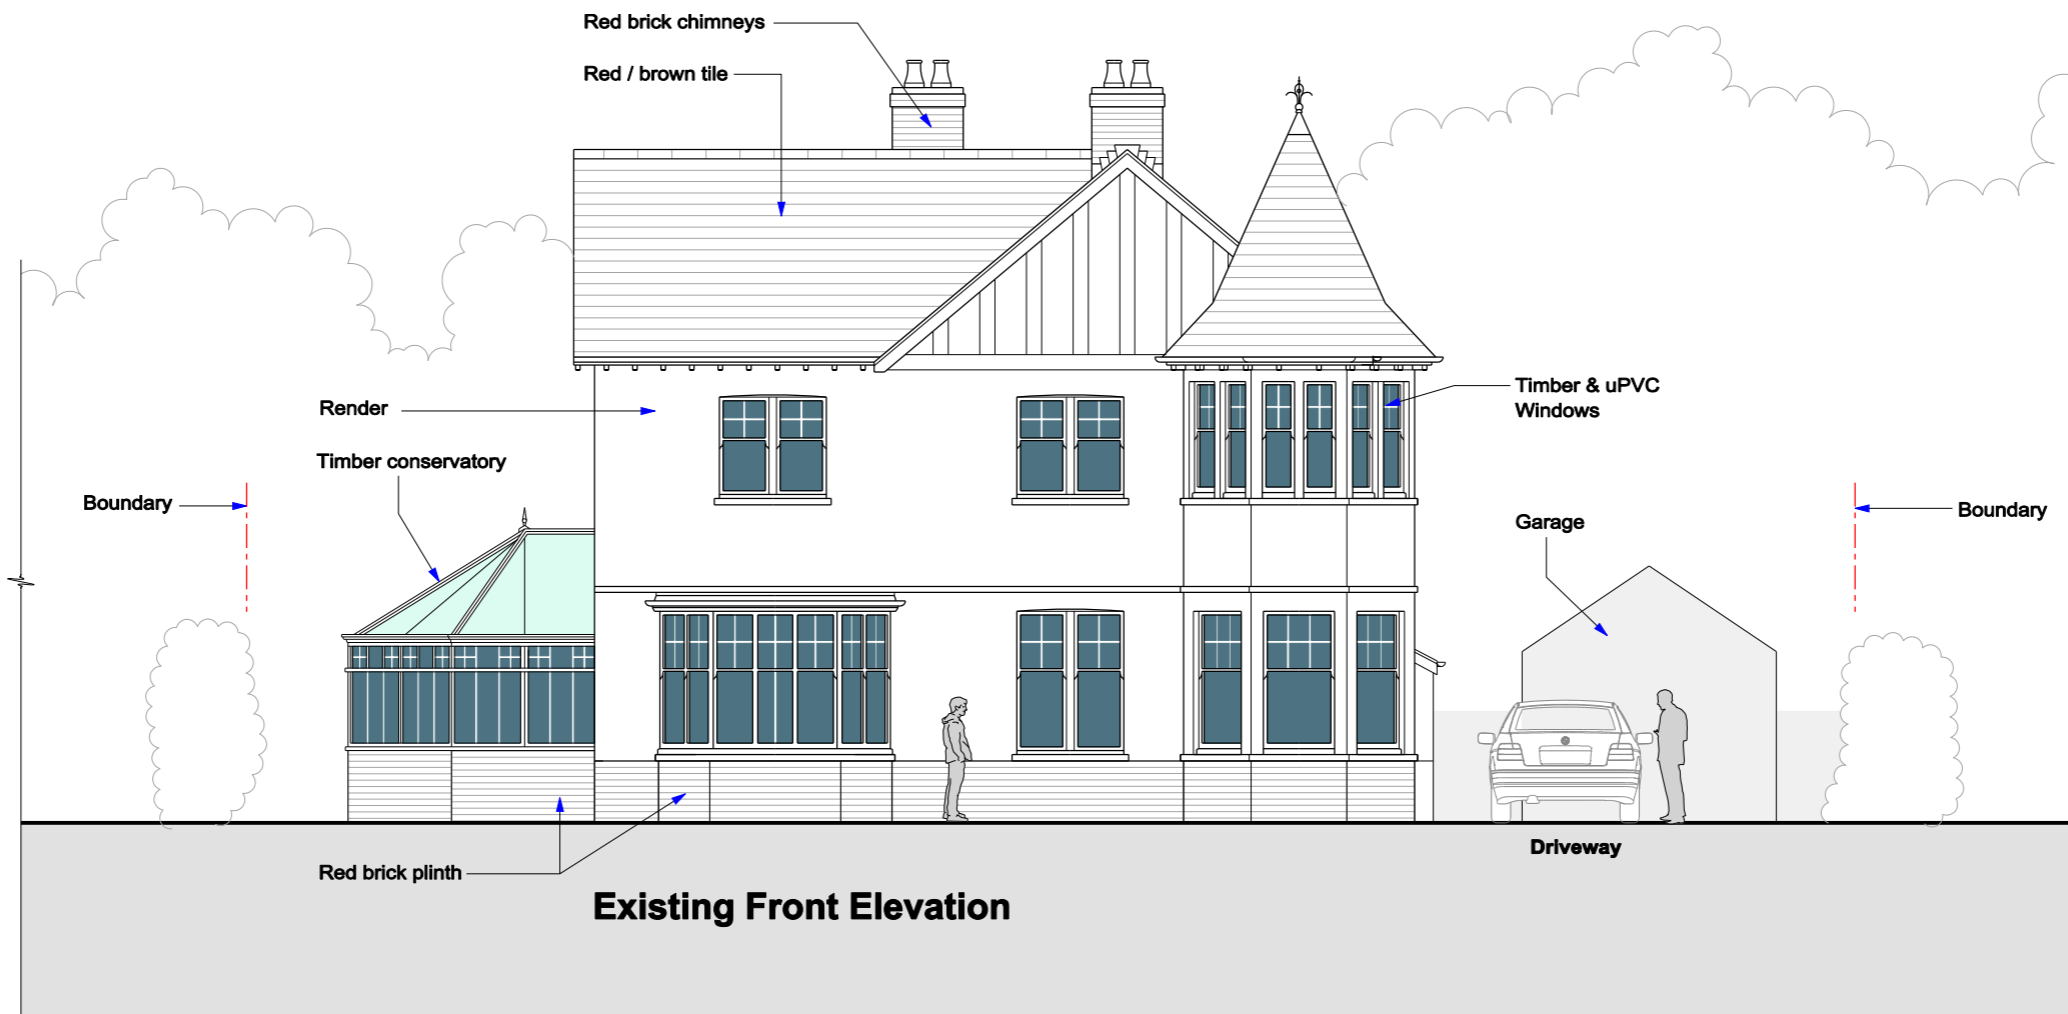 Red brick chimneys
Red / brown tile
Render
Timber & uPVC
Windows
Timber conservatory
Boundary
Garage
Boundary
Driveway
Red brick plinth
Existing Front Elevation